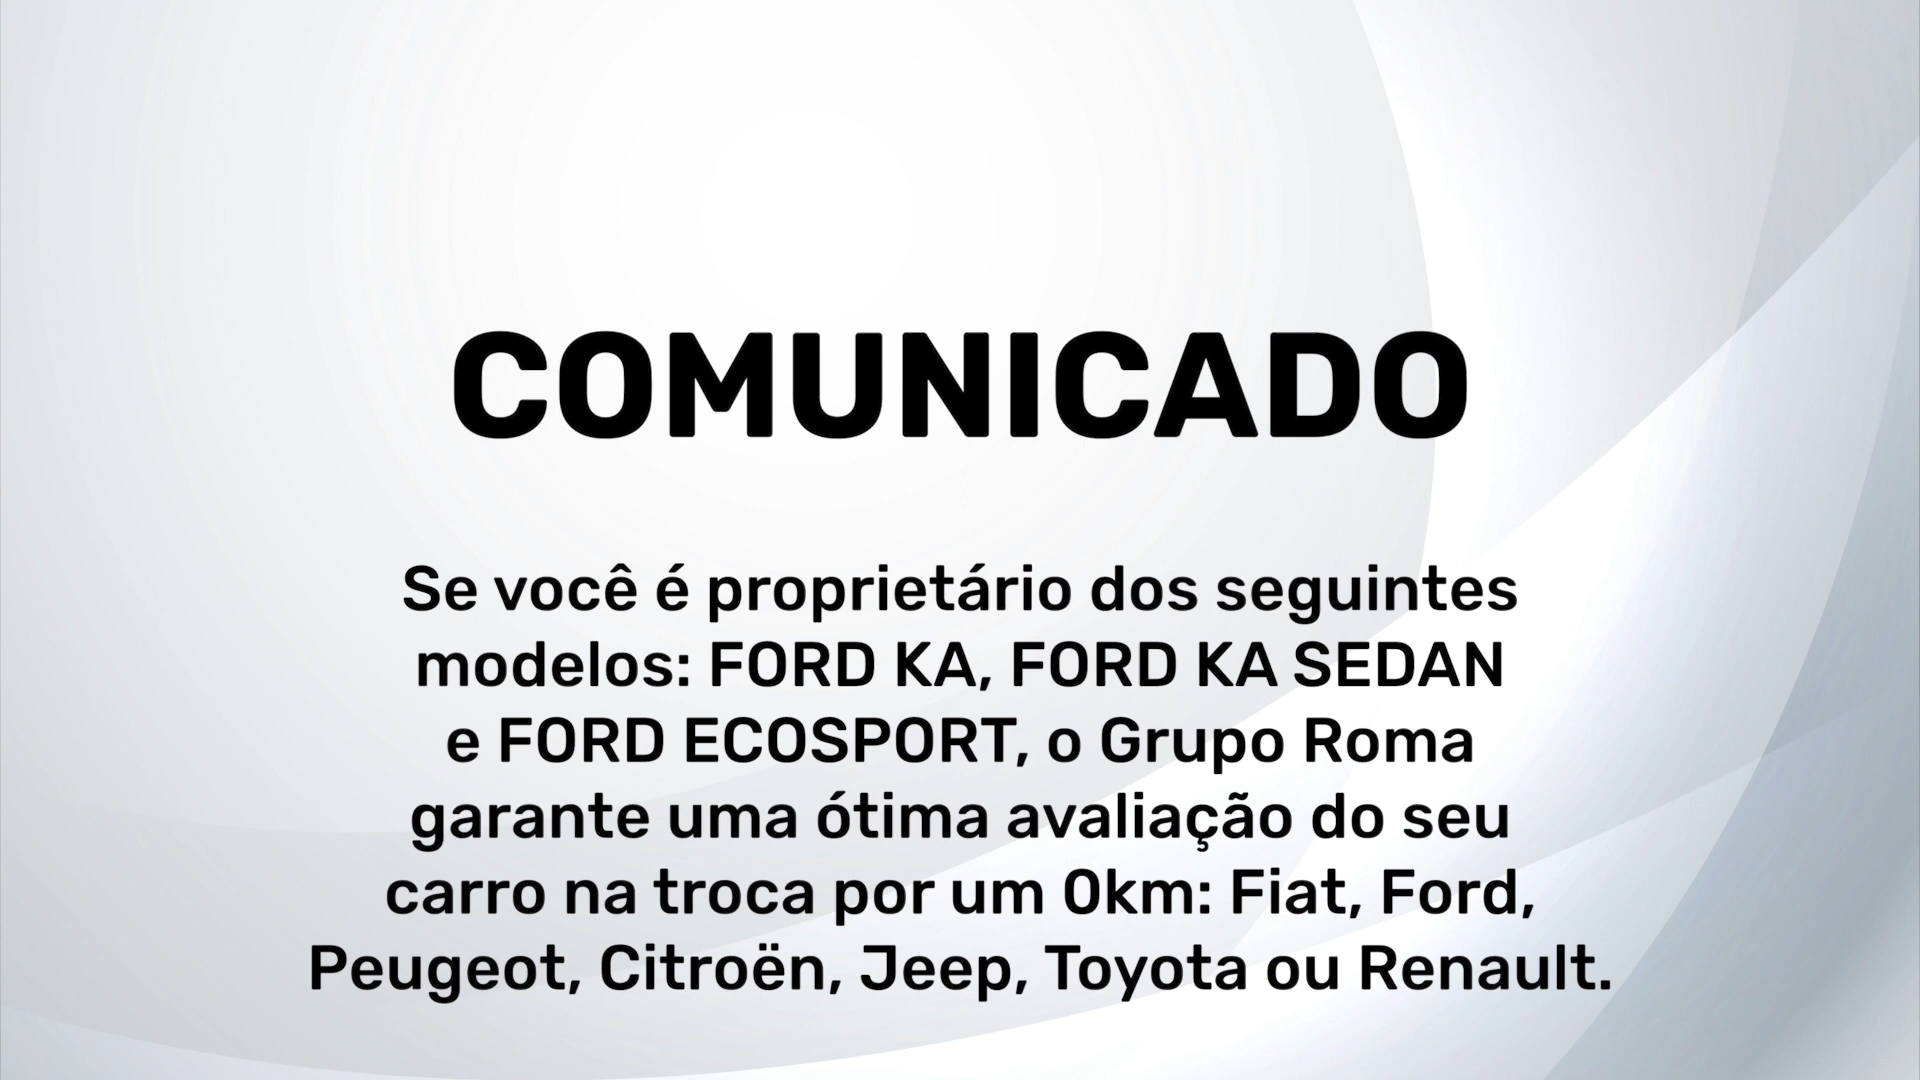 COMUNICADO
Se você é proprietário dos seguintes
modelos: FORD KA, FORD KA SEDAN
e FORD ECOSPORT, o Grupo Roma
garante uma ótima avaliação do seu
carro na troca por um 0km: Fiat, Ford,
Peugeot, Citroën, Jeep, Toyota ou Renault.